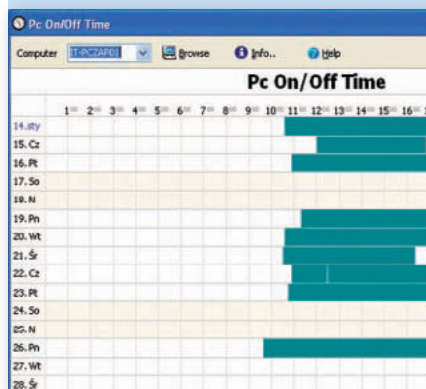 Pc On/Off Time
Computer IT-PCZAP01 Browse Info.. Help
Pc On/Off Time
1⁰⁰ 2⁰⁰ 3⁰⁰ 4⁰⁰ 5⁰⁰ 6⁰⁰ 7⁰⁰ 8⁰⁰ 9⁰⁰ 10⁰⁰ 11⁰⁰ 12⁰⁰ 13⁰⁰ 14⁰⁰ 15⁰⁰ 16⁰⁰
14.sty
15. Cz
16. Pt
17. So
18. N
19. Pn
20. Wt
21. Śr
22. Cz
23. Pt
24. So
25. N
26. Pn
27. Wt
28. Śr